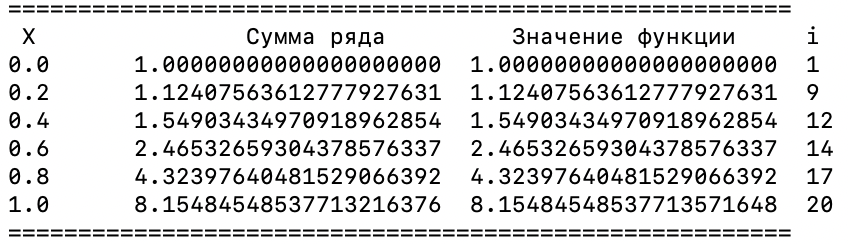 ========================================================
X Сумма ряда Значение функции i
0.0 1.00000000000000000000 1.00000000000000000000 1
0.2 1.12407563612777927631 1.12407563612777927631 9
0.4 1.54903434970918962854 1.54903434970918962854 12
0.6 2.46532659304378576337 2.46532659304378576337 14
0.8 4.32397640481529066392 4.32397640481529066392 17
1.0 8.15484548537713216376 8.15484548537713571648 20
========================================================